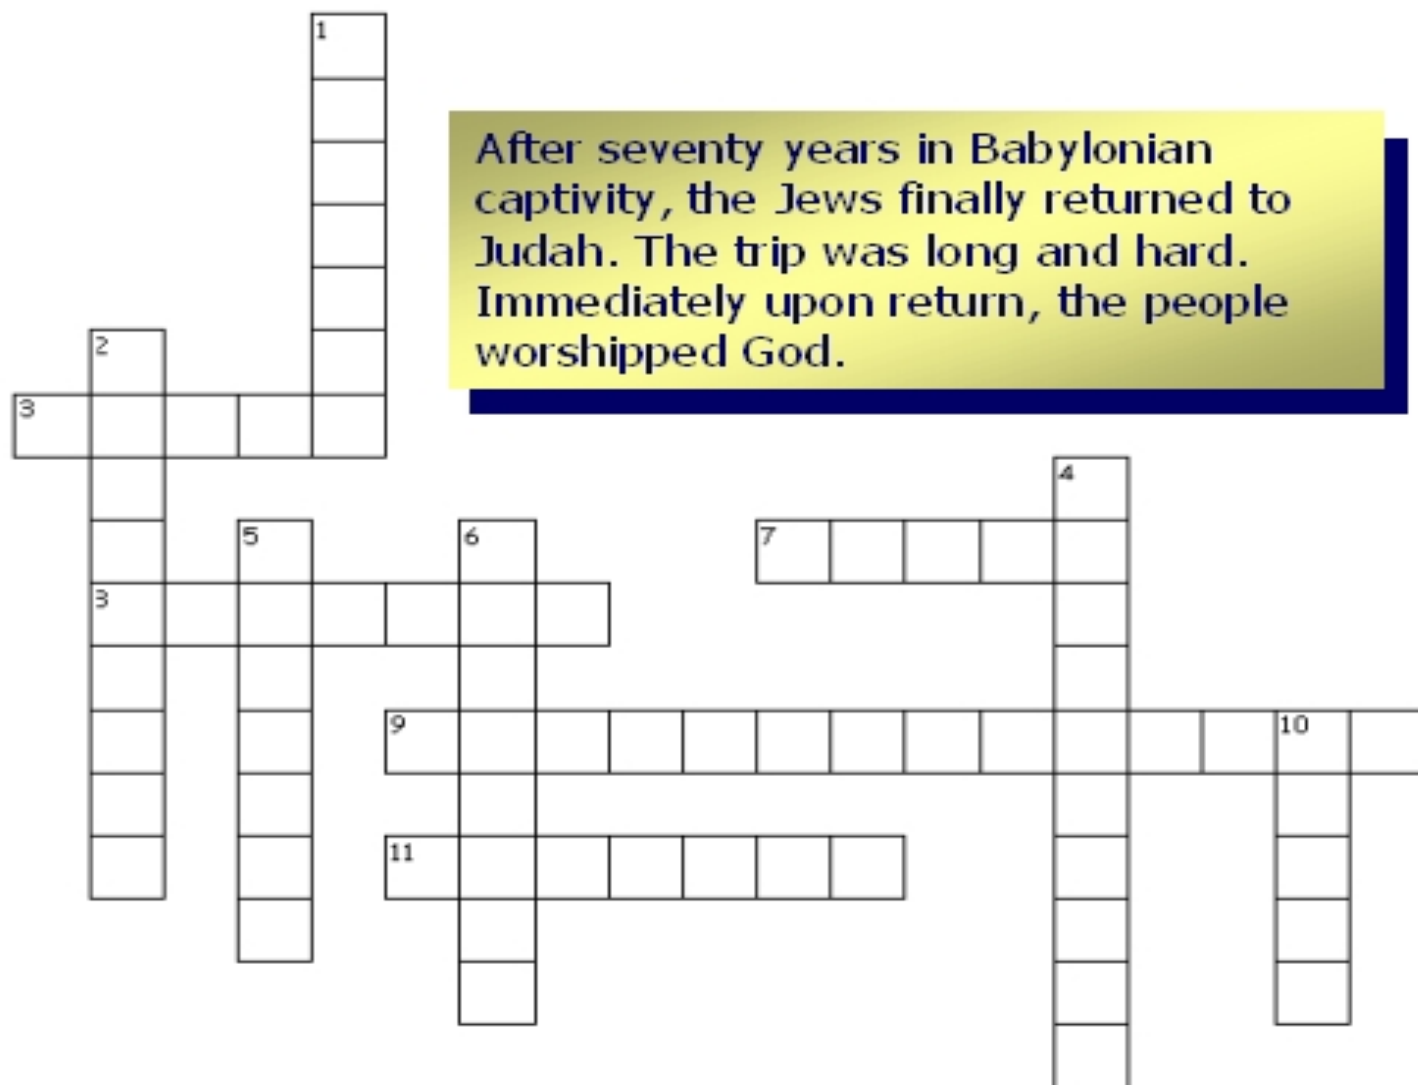 1
After seventy years in Babylonian
captivity, the Jews finally returned to
Judah. The trip was long and hard.
Immediately upon return, the people
worshipped God.
2
3
4
5
6
7
3
9
10
11